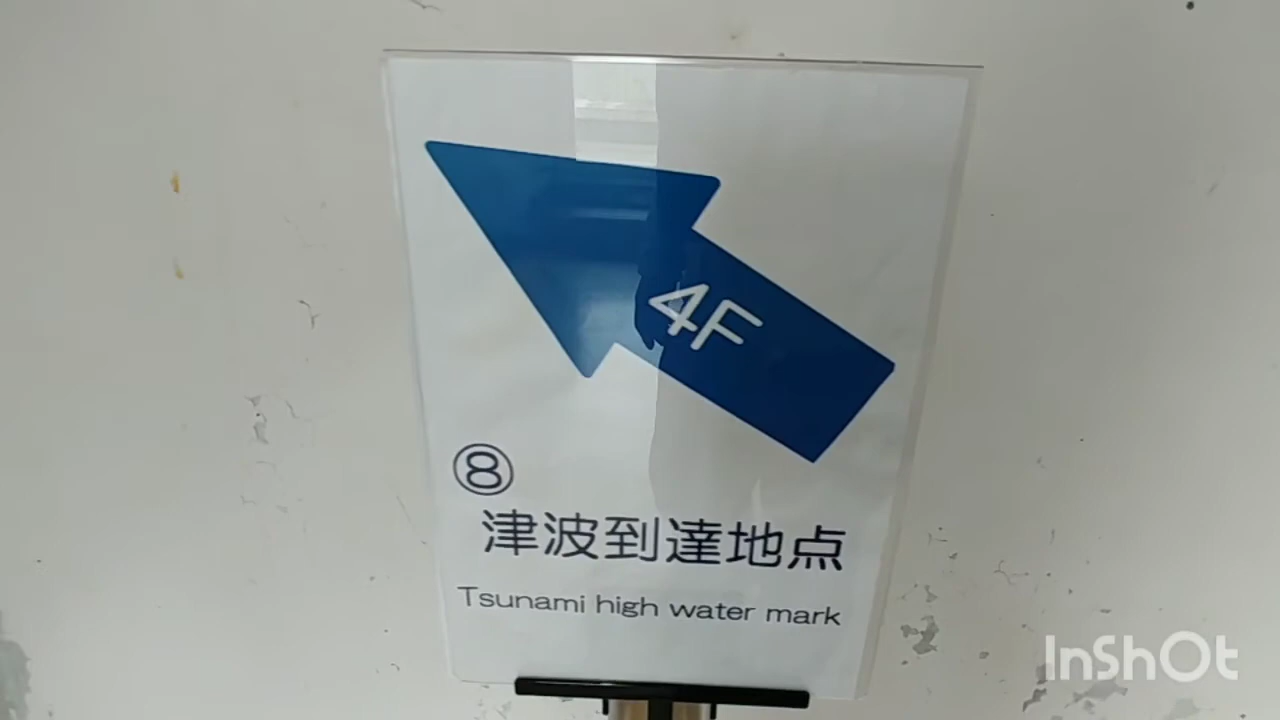 4F
⑧
津波到達地点
Tsunami high water mark
InShOt